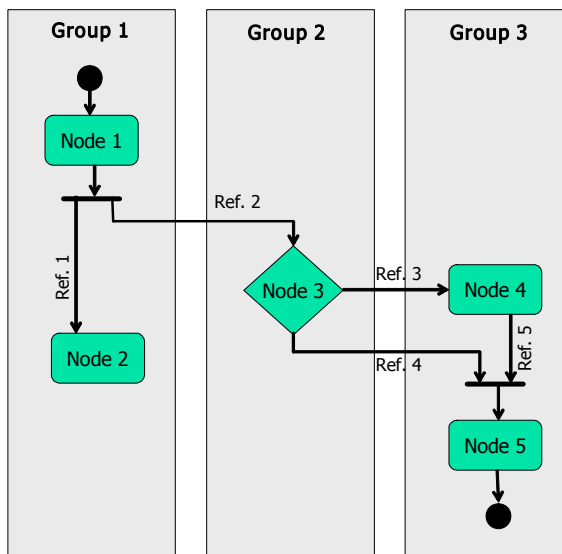 Group 1
Group 2
Group 3
Node 1
Ref. 2
Ref. 1
Ref. 3
Node 3
Node 4
Node 2
Ref. 4
Ref. 5
Node 5